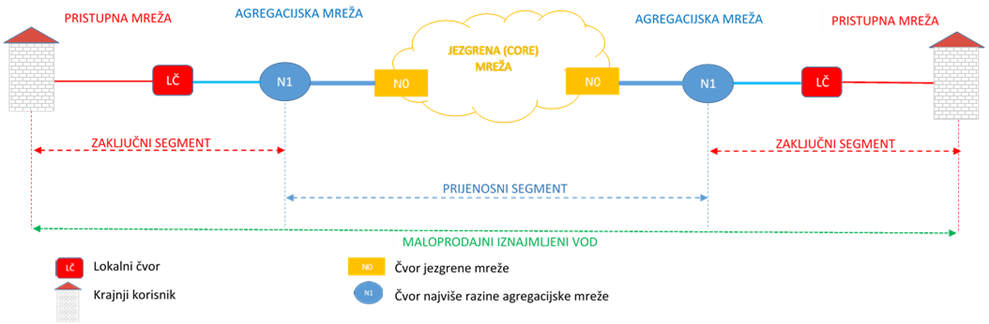 PRISTUPNA MREŽA
AGREGACIJSKA MREŽA
AGREGACIJSKA MREŽA
PRISTUPNA MREŽA
JEZGRENA (CORE)
MREŽA
LČ
N1
N0
N0
N1
LČ
ZAKLJUČNI SEGMENT
ZAKLJUČNI SEGMENT
PRIJENOSNI SEGMENT
MALOPRODAJNI IZNAJMLJENI VOD
LČ
Lokalni čvor
N0
Čvor jezgrene mreže
Krajnji korisnik
N1
Čvor najviše razine agregacijske mreže